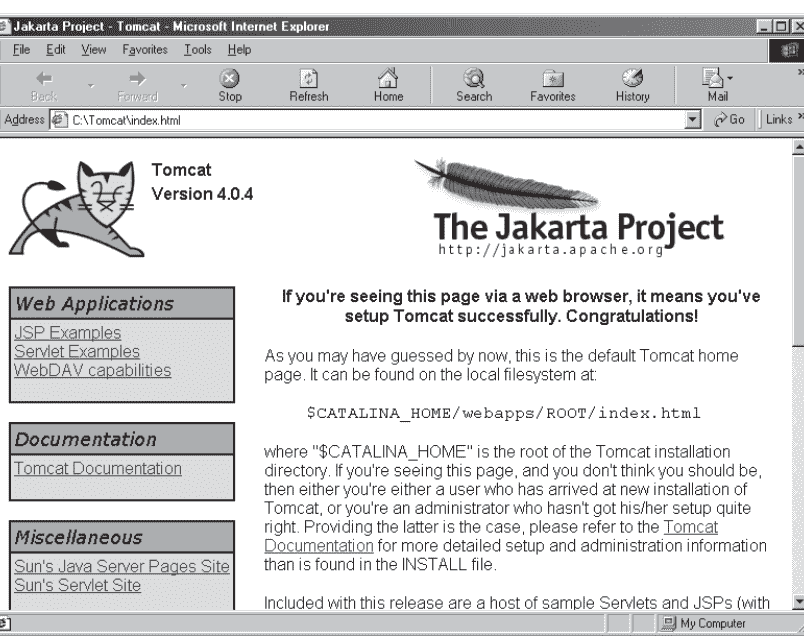 Jakarta Project - Tomcat - Microsoft Internet Explorer
File Edit View Favorites Tools Help
Back Forward Stop Refresh Home Search Favorites History Mail
Address C:\Tomcat\index.html Go Links
Tomcat
Version 4.0.4
The Jakarta Project
http://jakarta.apache.org
Web Applications
JSP Examples
Servlet Examples
WebDAV capabilities
Documentation
Tomcat Documentation
Miscellaneous
Sun's Java Server Pages Site
Sun's Servlet Site
If you're seeing this page via a web browser, it means you've
setup Tomcat successfully. Congratulations!
As you may have guessed by now, this is the default Tomcat home
page. It can be found on the local filesystem at:
$CATALINA_HOME/webapps/ROOT/index.html
where "$CATALINA_HOME" is the root of the Tomcat installation
directory. If you're seeing this page, and you don't think you should be,
then either you're either a user who has arrived at new installation of
Tomcat, or you're an administrator who hasn't got his/her setup quite
right. Providing the latter is the case, please refer to the Tomcat
Documentation for more detailed setup and administration information
than is found in the INSTALL file.
Included with this release are a host of sample Servlets and JSPs (with
My Computer